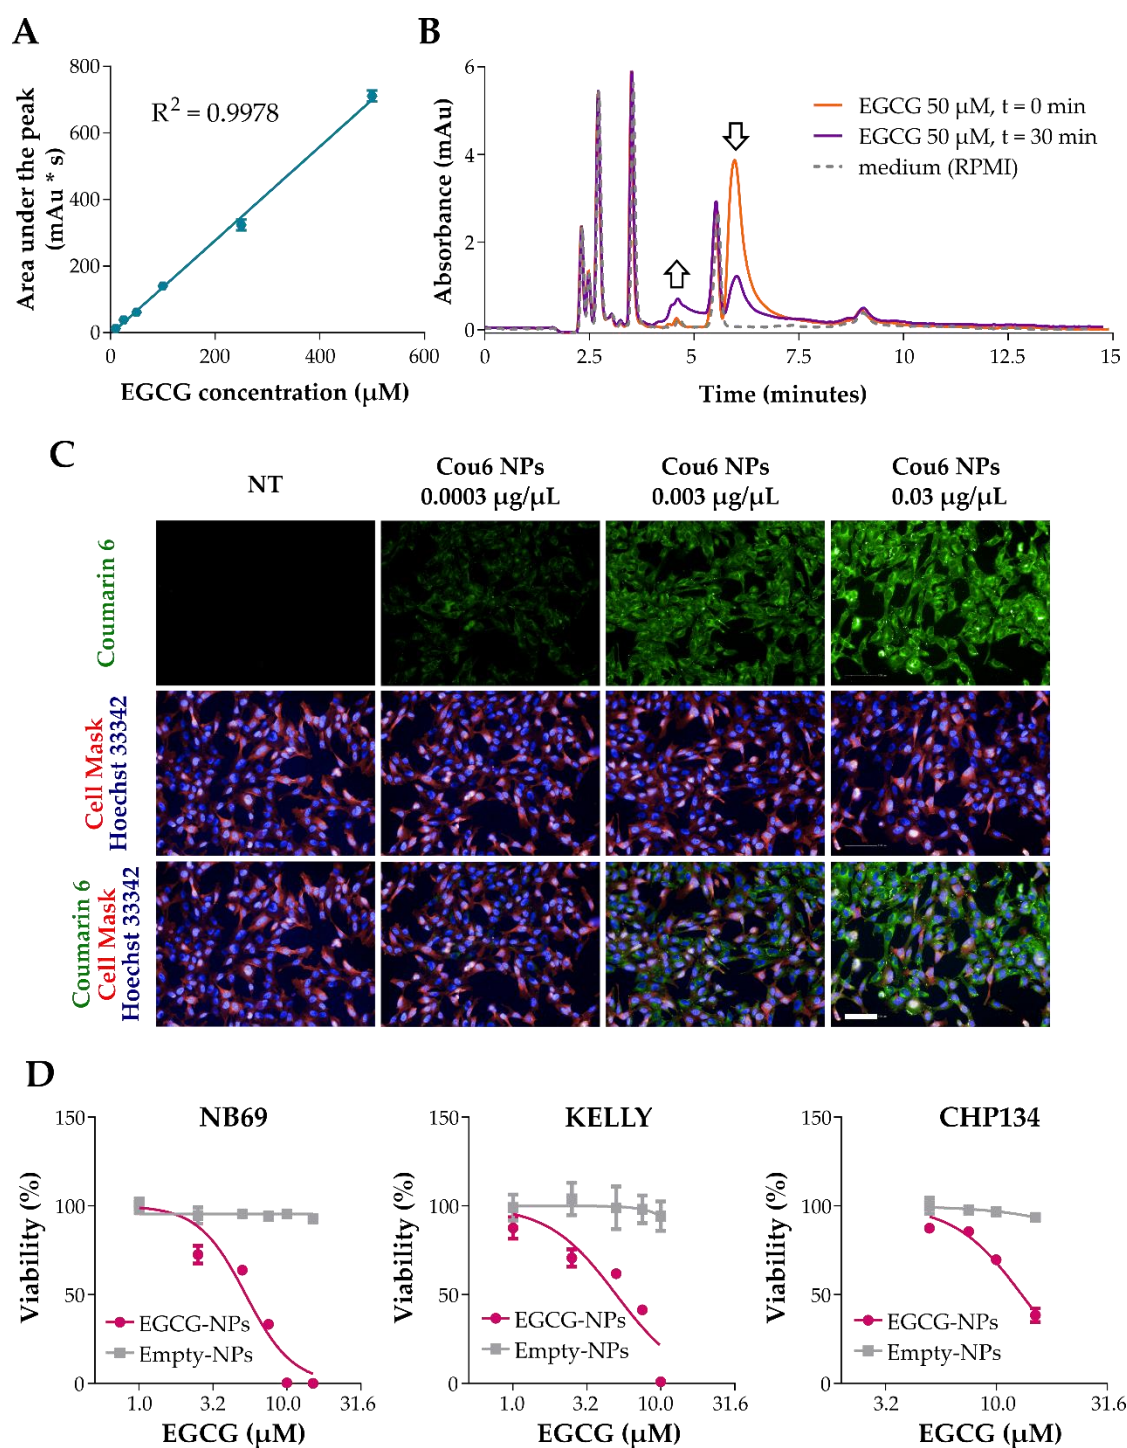 A
800
600
400
200
0
0
200
400
600
R² = 0.9978
Area under the peak
(mAu * s)
EGCG concentration (µM)
B
6
4
2
0
0
2.5
5
7.5
10
12.5
15
Absorbance (mAu)
Time (minutes)
EGCG 50 µM, t = 0 min
EGCG 50 µM, t = 30 min
medium (RPMI)
C
NT
Cou6 NPs
0.0003 µg/µL
Cou6 NPs
0.003 µg/µL
Cou6 NPs
0.03 µg/µL
Coumarin 6
Cell Mask
Hoechst 33342
Coumarin 6
Cell Mask
Hoechst 33342
D
NB69
150
100
50
0
1.0
3.2
10.0
31.6
Viability (%)
EGCG (µM)
EGCG-NPs
Empty-NPs
KELLY
150
100
50
0
1.0
3.2
10.0
31.6
Viability (%)
EGCG (µM)
EGCG-NPs
Empty-NPs
CHP134
150
100
50
0
3.2
10.0
31.6
Viability (%)
EGCG (µM)
EGCG-NPs
Empty-NPs